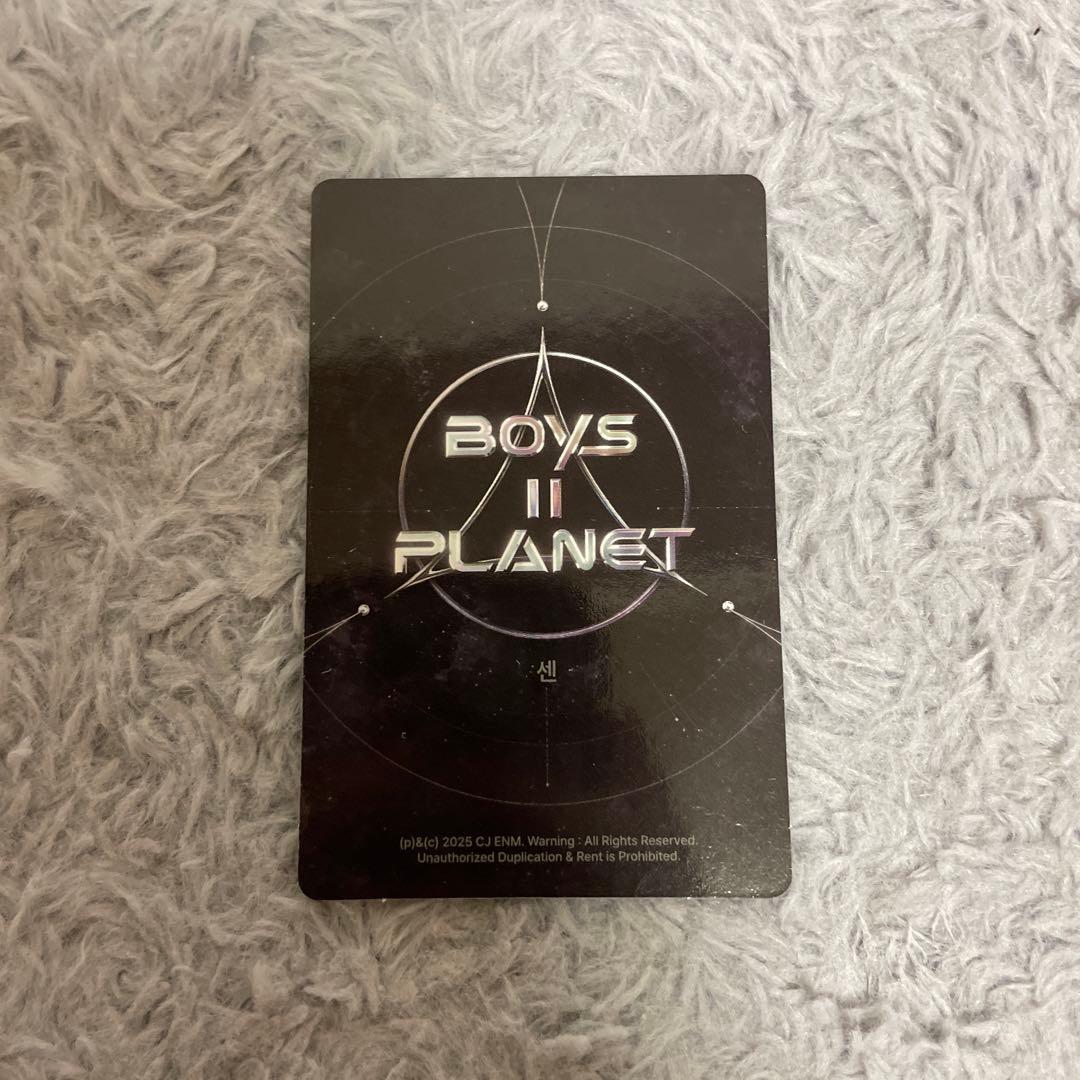 BOYS
II
PLANET
센
(p)&(c) 2025 CJ ENM. Warning : All Rights Reserved.
Unauthorized Duplication & Rent is Prohibited.